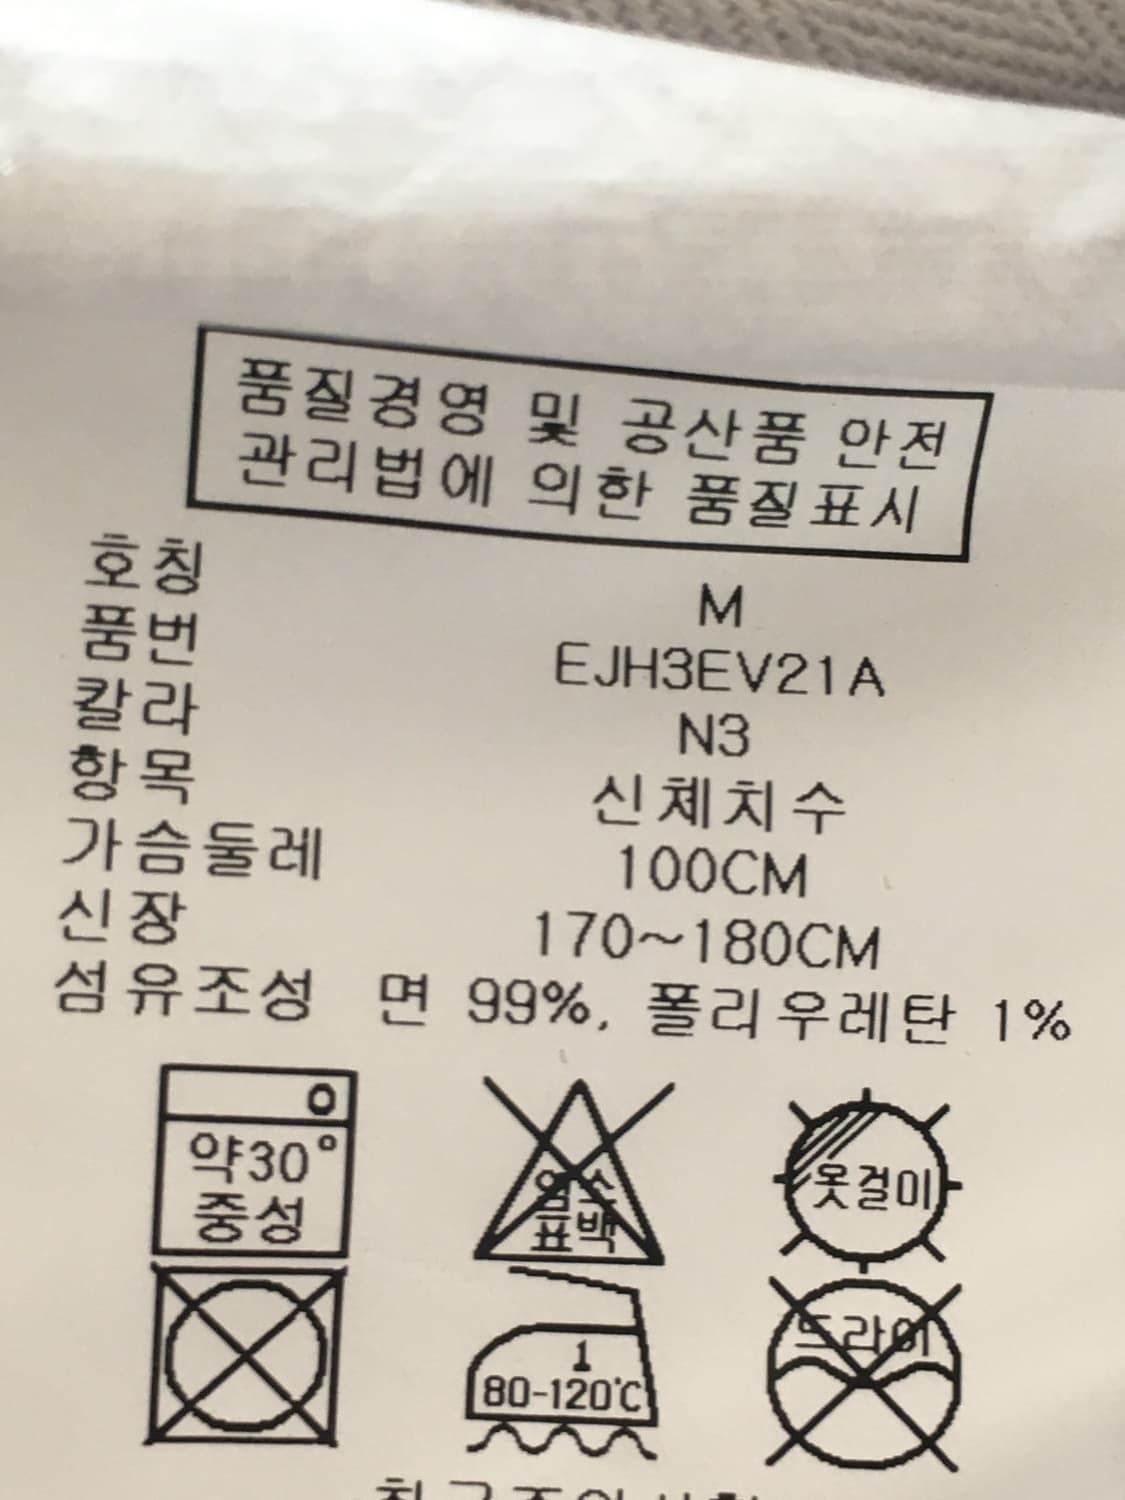 품질경영 및 공산품 안전
관리법에 의한 품질표시
호칭 M
품번 EJH3EV21A
칼라 N3
항목 신체치수
가슴둘레 100CM
신장 170~180CM
섬유조성 면 99%, 폴리우레탄 1%
약30°
중성
염소
표백
옷걸이
1
80-120℃
드라이